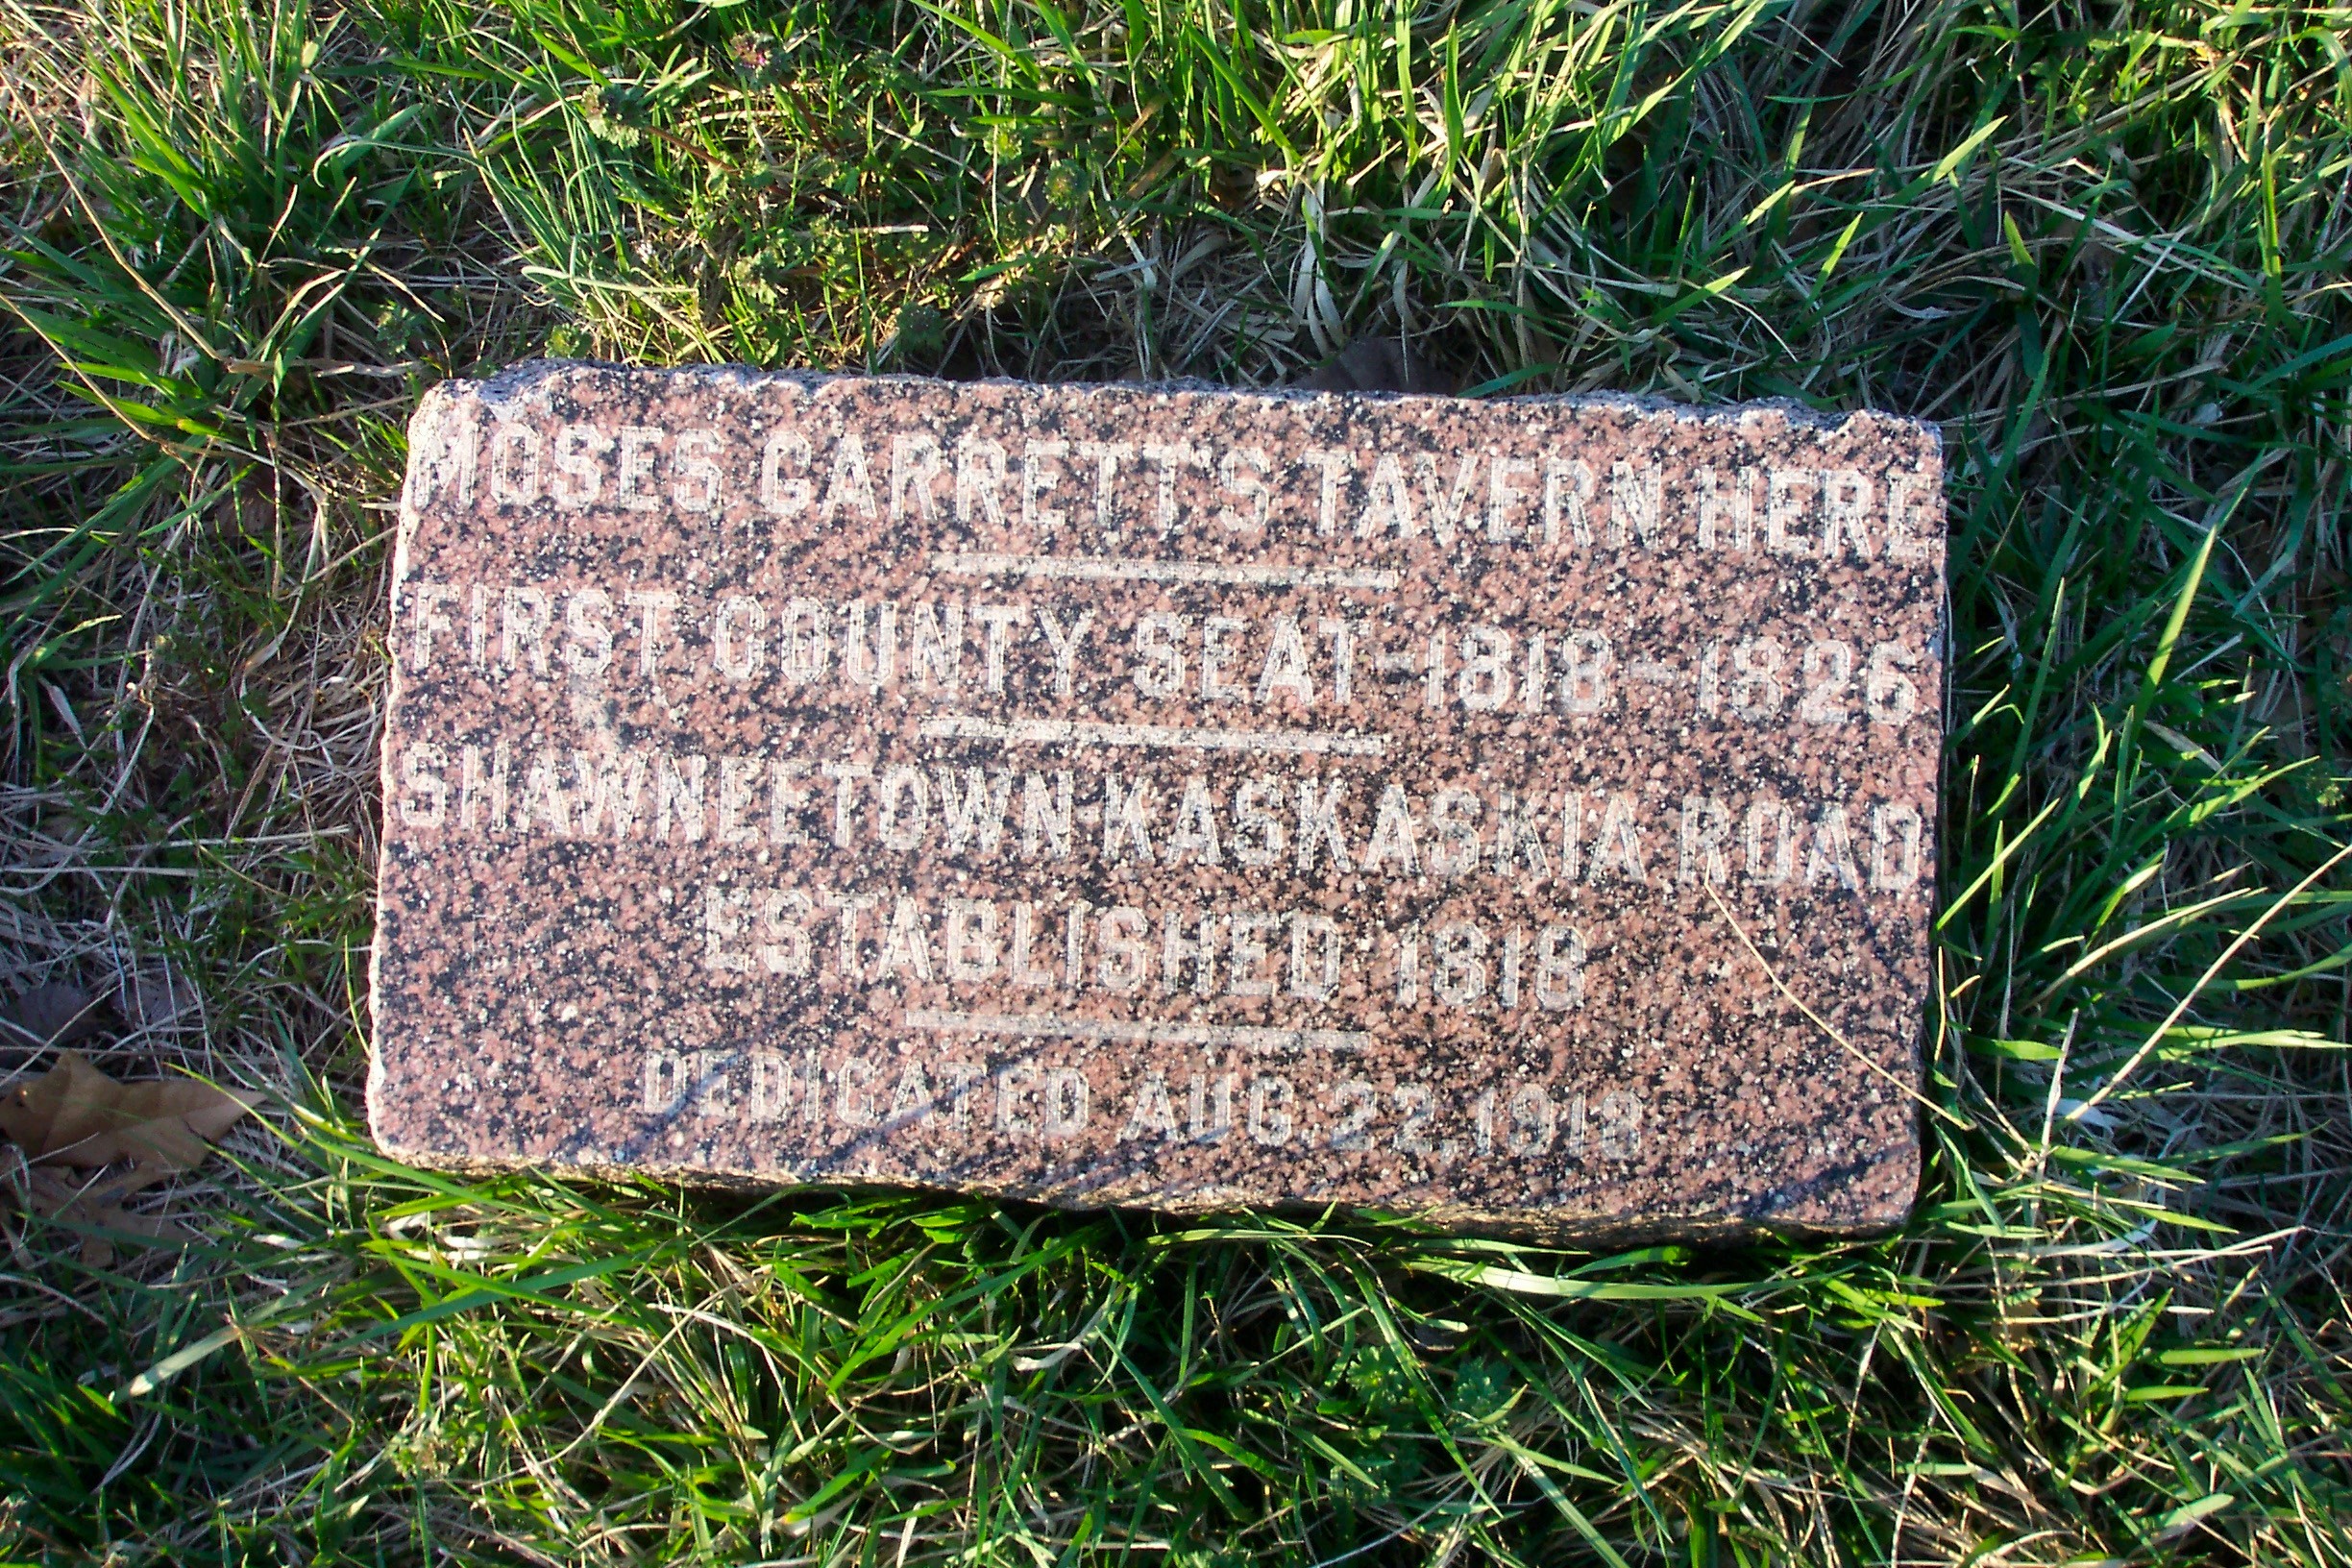 MOSES GARRETT'S TAVERN HERE
FIRST COUNTY SEAT-1818-1826
SHAWNEETOWN-KASKASKIA ROAD
ESTABLISHED 1818
DEDICATED AUG. 22, 1918